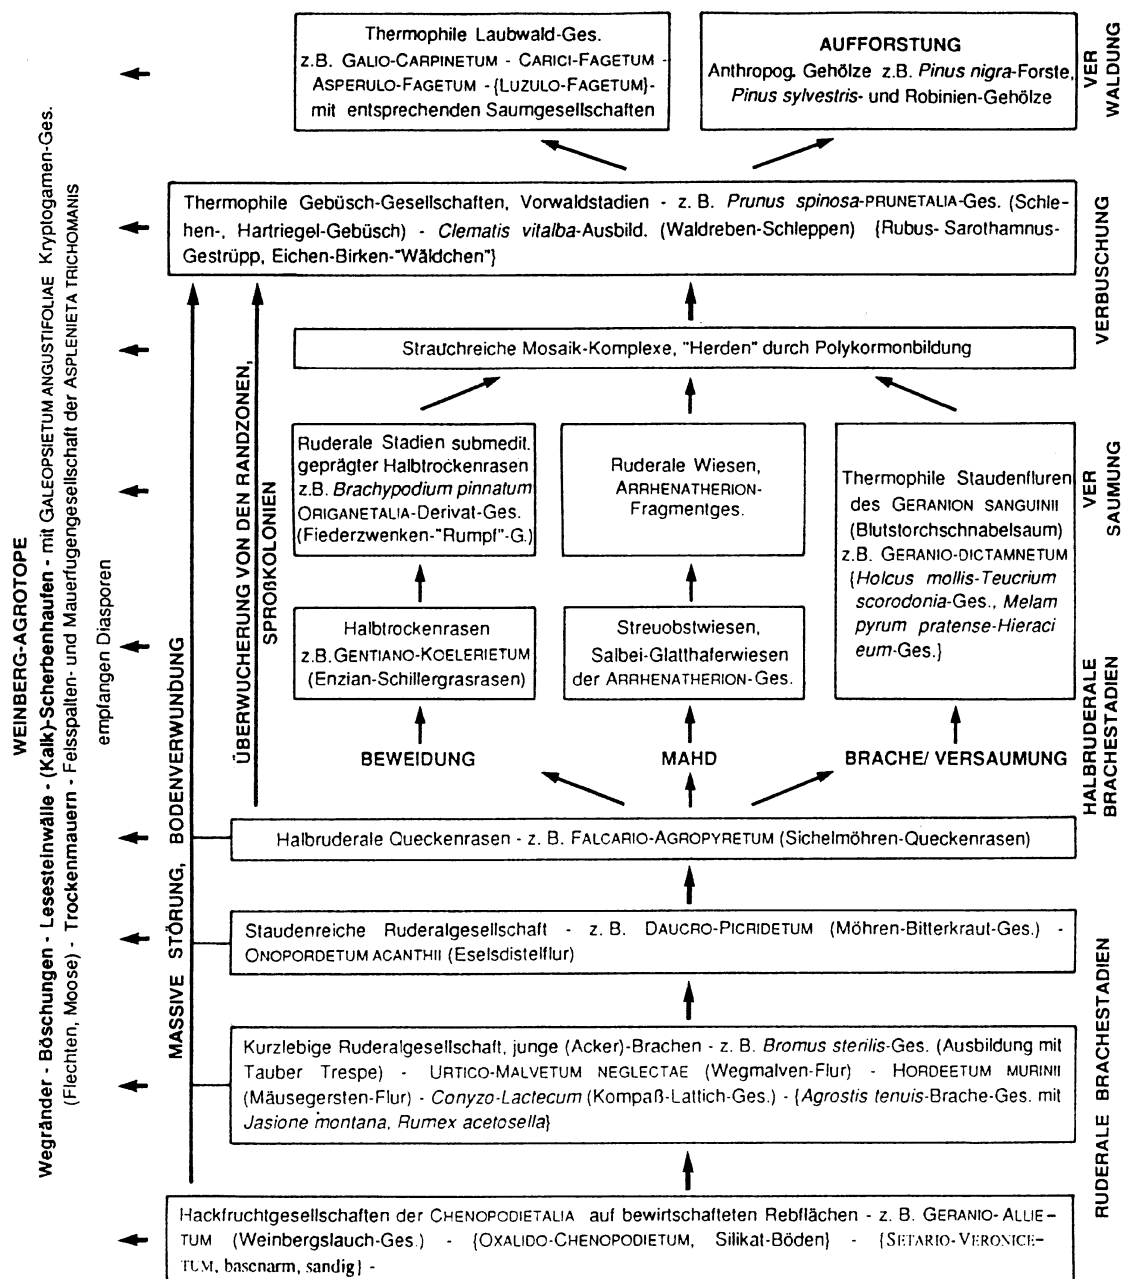 Thermophile Laubwald-Ges.
z.B. GALIO-CARPINETUM - CARICI-FAGETUM -
ASPERULO-FAGETUM - {LUZULO-FAGETUM}-
mit entsprechenden Saumgesellschaften
AUFFORSTUNG
Anthropog. Gehölze z.B. Pinus nigra-Forste,
Pinus sylvestris- und Robinien-Gehölze
VER
WALDUNG
Thermophile Gebüsch-Gesellschaften, Vorwaldstadien - z. B. Prunus spinosa-PRUNETALIA-Ges. (Schle-
hen-, Hartriegel-Gebüsch) - Clematis vitalba-Ausbild. (Waldreben-Schleppen) {Rubus- Sarothamnus-
Gestrüpp, Eichen-Birken-"Wäldchen"}
VERBUSCHUNG
Strauchreiche Mosaik-Komplexe, "Herden" durch Polykormonbildung
Ruderale Stadien submedit.
geprägter Halbtrockenrasen
z.B. Brachypodium pinnatum
ORIGANETALIA-Derivat-Ges.
(Fiederzwenken-"Rumpf"-G.)
Ruderale Wiesen,
ARRHENATHERION-
Fragmentges.
Thermophile Staudenfluren
des GERANION SANGUINII
(Blutstorchschnabelsaum)
z.B. GERANIO-DICTAMNETUM
{Holcus mollis-Teucrium
scorodonia-Ges., Melam
pyrum pratense-Hieraci
eum-Ges.}
VER
SAUMUNG
Halbtrockenrasen
z.B. GENTIANO-KOELERIETUM
(Enzian-Schillergrasrasen)
Streuobstwiesen,
Salbei-Glatthaferwiesen
der ARRHENATHERION-Ges.
BEWEIDUNG
MAHD
BRACHE/ VERSAUMUNG
HALBRUDERALE
BRACHESTADIEN
Halbruderale Queckenrasen - z. B. FALCARIO-AGROPYRETUM (Sichelmöhren-Queckenrasen)
Staudenreiche Ruderalgesellschaft - z. B. DAUCRO-PICRIDETUM (Möhren-Bitterkraut-Ges.) -
ONOPORDETUM ACANTHII (Eselsdistelflur)
Kurzlebige Ruderalgesellschaft, junge (Acker)-Brachen - z. B. Bromus sterilis-Ges. (Ausbildung mit
Tauber Trespe) - URTICO-MALVETUM NEGLECTAE (Wegmalven-Flur) - HORDEETUM MURINII
(Mäusegersten-Flur) - Conyzo-Lactecum (Kompaß-Lattich-Ges.) - {Agrostis tenuis-Brache-Ges. mit
Jasione montana, Rumex acetosella}
RUDERALE BRACHESTADIEN
Hackfruchtgesellschaften der CHENOPODIETALIA auf bewirtschafteten Rebflächen - z. B. GERANIO-ALLIE-
TUM (Weinbergslauch-Ges.) - {OXALIDO-CHENOPODIETUM, Silikat-Böden} - {SETARIO-VERONICE-
TUM, basenarm, sandig} -
WEINBERG-AGROTOPE
Wegränder - Böschungen - Lesesteinwälle - (Kalk)-Scherbenhaufen - mit GALEOPSIETUM ANGUSTIFOLIAE Kryptogamen-Ges.
(Flechten, Moose) - Trockenmauern - Felsspalten- und Mauerfugengesellschaft der ASPLENIETA TRICHOMANIS
empfangen Diasporen
MASSIVE STÖRUNG, BODENVERWUNDUNG
ÜBERWUCHERUNG VON DEN RANDZONEN,
SPROßKOLONIEN